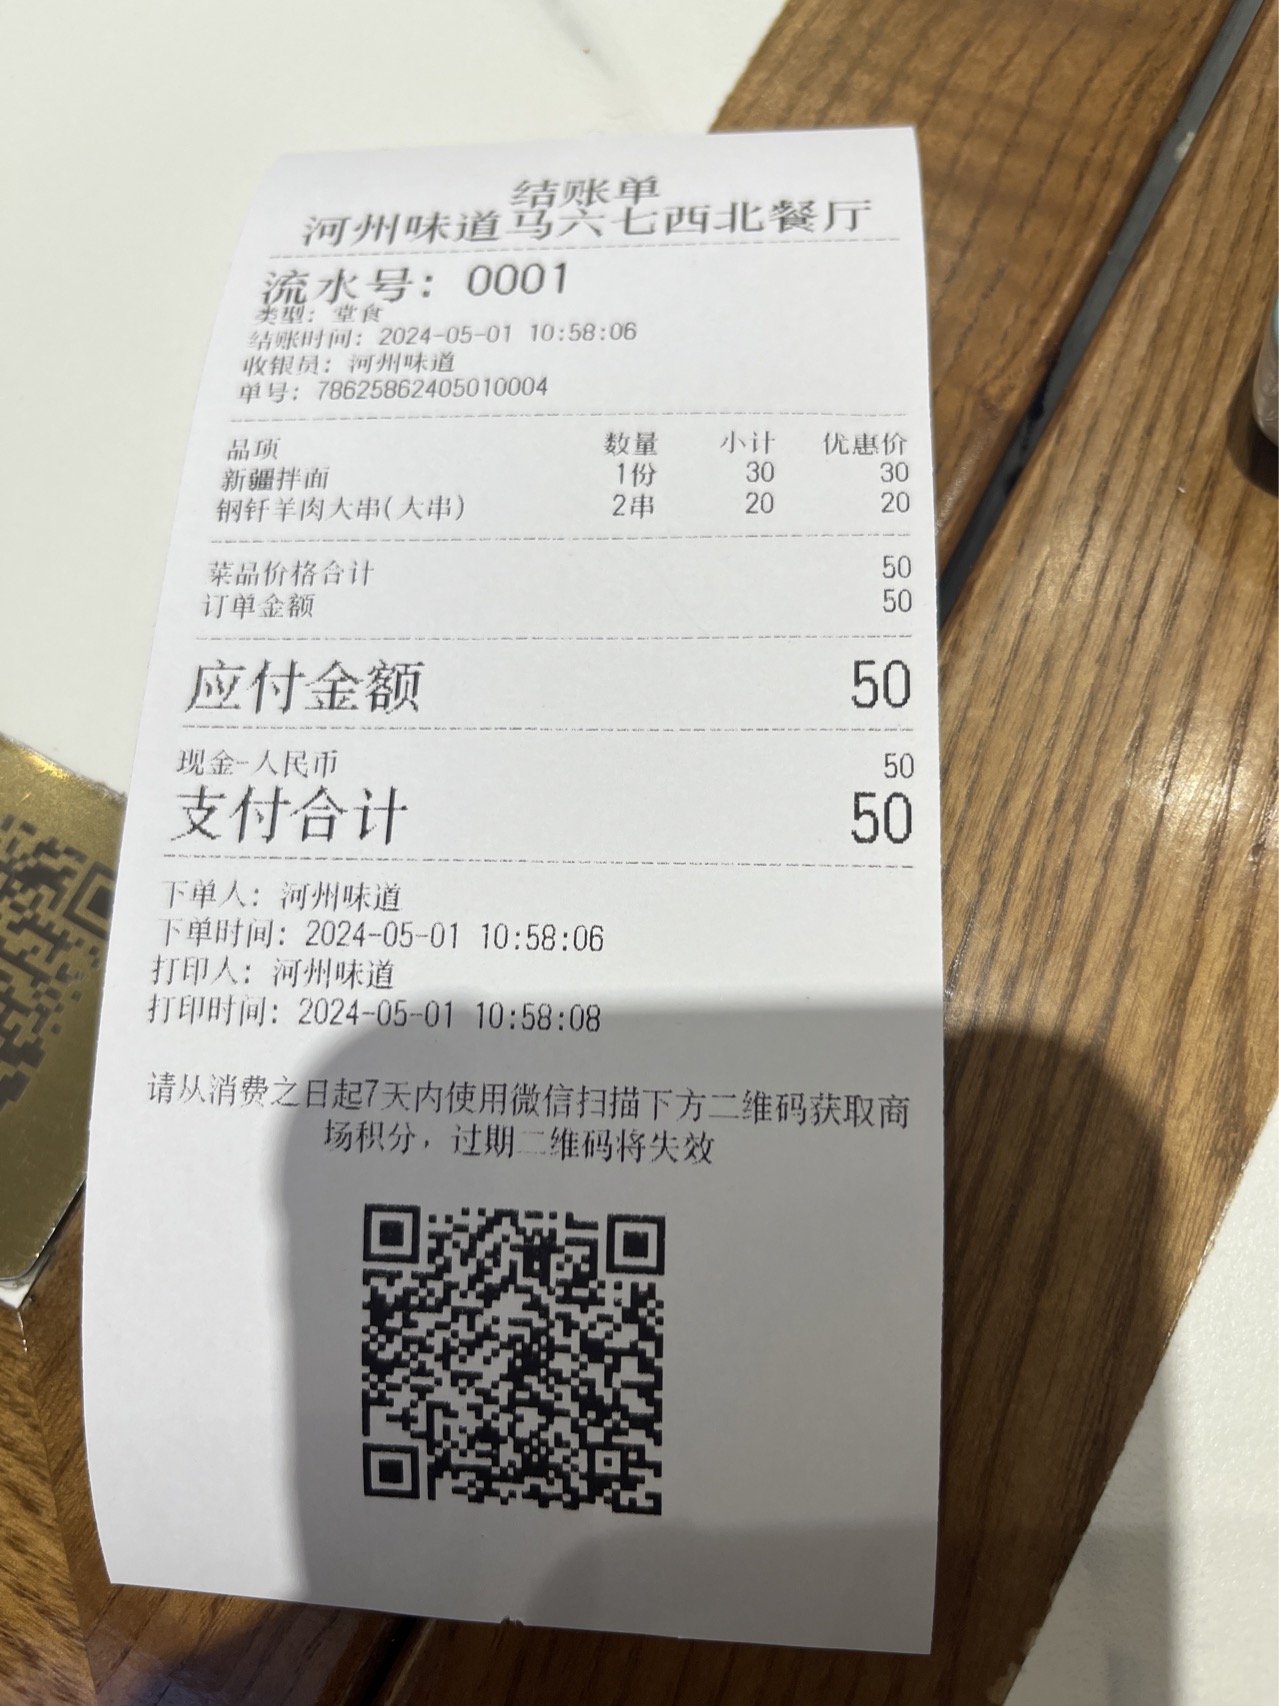 结账单
河州味道马六七西北餐厅
流水号：0001
类型：堂食
结账时间：2024-05-01 10:58:06
收银员：河州味道
单号：78625862405010004
品项 数量 小计 优惠价
新疆拌面 1份 30 30
钢钎羊肉大串(大串) 2串 20 20
菜品价格合计 50
订单金额 50
应付金额 50
现金-人民币 50
支付合计 50
下单人：河州味道
下单时间：2024-05-01 10:58:06
打印人：河州味道
打印时间：2024-05-01 10:58:08
请从消费之日起7天内使用微信扫描下方二维码获取商
场积分，过期二维码将失效